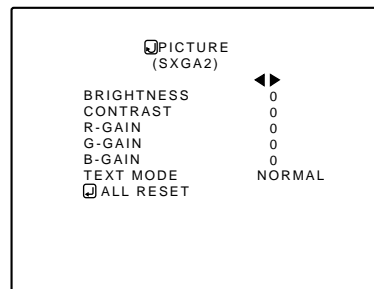 PICTURE
(SXGA2)
BRIGHTNESS 0
CONTRAST 0
R-GAIN 0
G-GAIN 0
B-GAIN 0
TEXT MODE NORMAL
ALL RESET